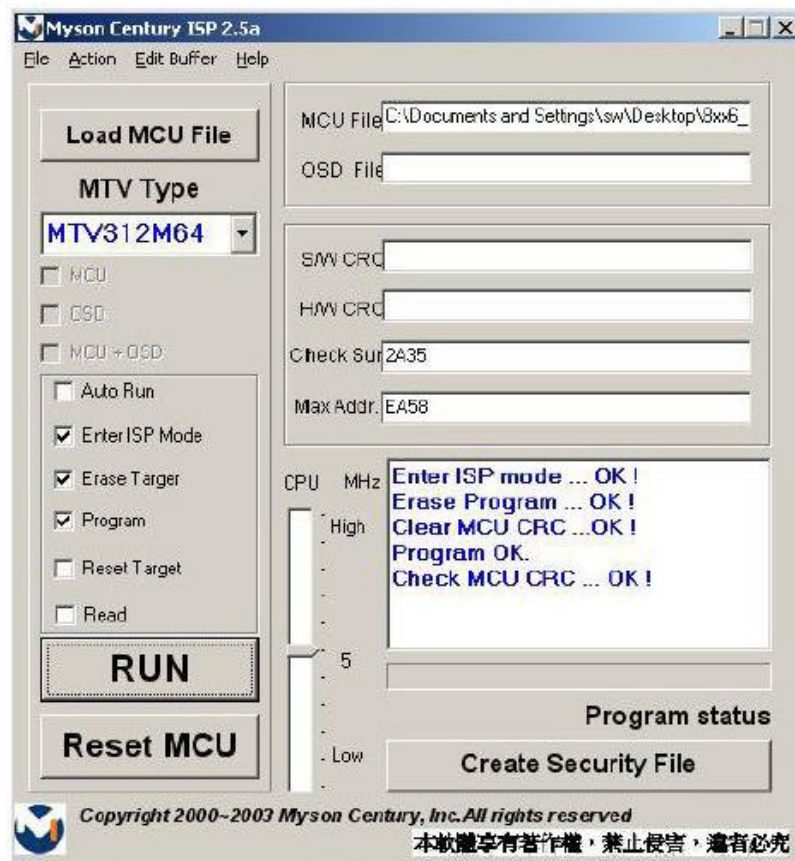 Myson Century ISP 2.5a
File Action Edit Buffer Help
Load MCU File
MTV Type
MTV312M64
MCU
OSD
MCU + OSD
Auto Run
Enter ISP Mode
Erase Targer
Program
Reset Target
Read
RUN
Reset MCU
MCU File C:\Documents and Settings\sw\Desktop\8xx6_
OSD File
S/W CRC
H/W CRC
Check Sur 2A35
Max Addr. EA58
CPU MHz
High
5
Low
Enter ISP mode ... OK !
Erase Program ... OK !
Clear MCU CRC ...OK !
Program OK.
Check MCU CRC ... OK !
Program status
Create Security File
Copyright 2000~2003 Myson Century, Inc.All rights reserved
本軟體享有著作權，禁止侵害，違者必究